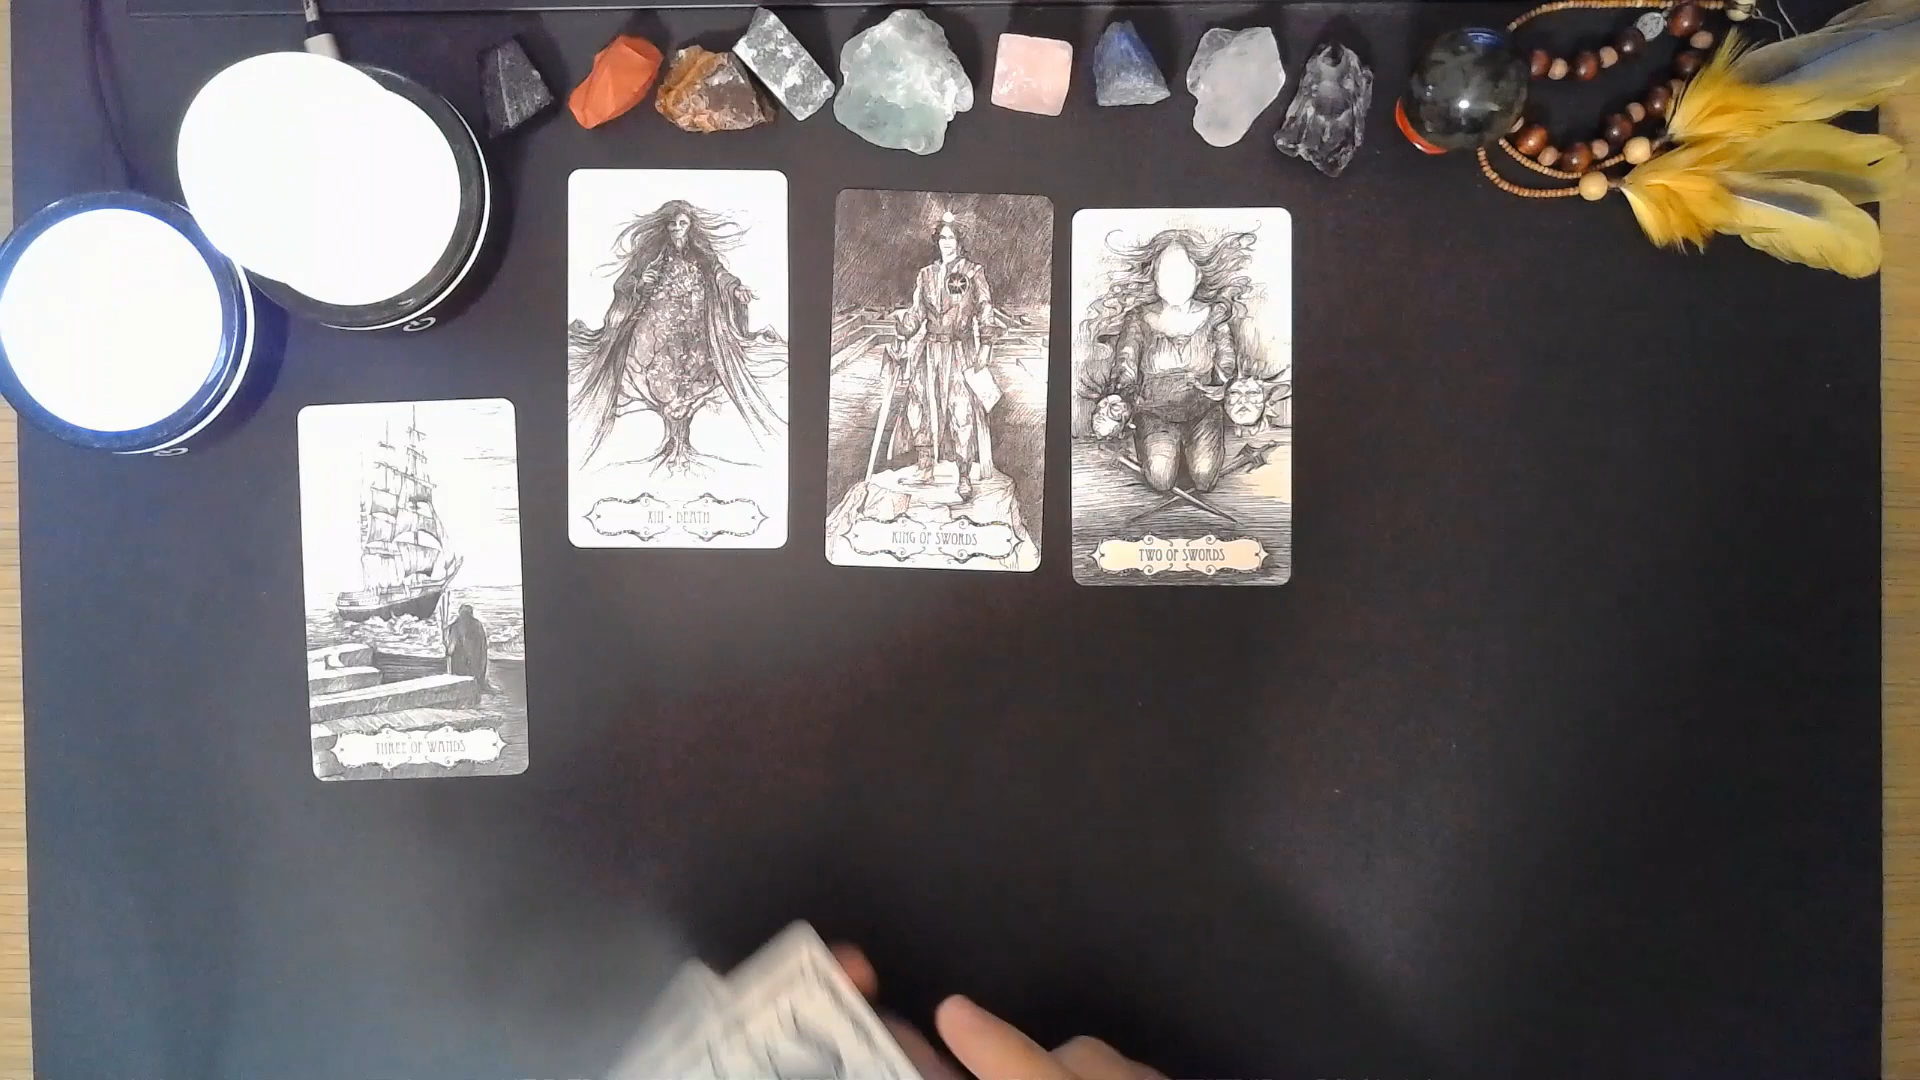 XIII - DEATH
KING OF SWORDS
TWO OF SWORDS
THREE OF WANDS